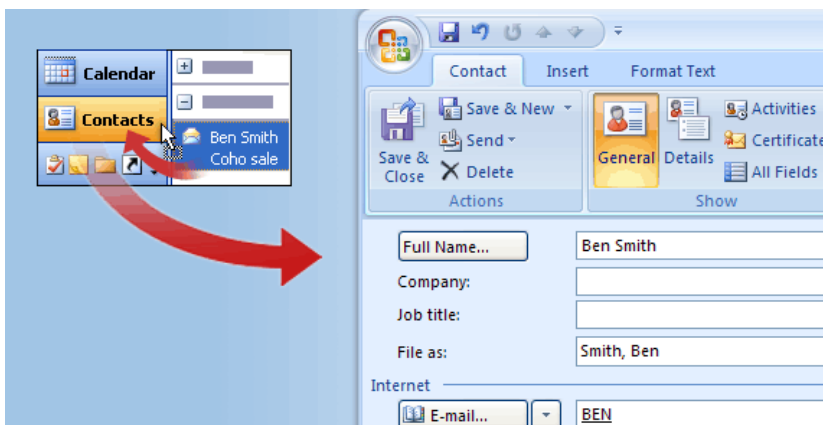 Calendar
Contacts
Ben Smith
Coho sale
Contact Insert Format Text
Save & New
Send
Save & Close
Delete
Actions
General
Details
Activities
Certificate
All Fields
Show
Full Name... Ben Smith
Company:
Job title:
File as: Smith, Ben
Internet
E-mail... BEN